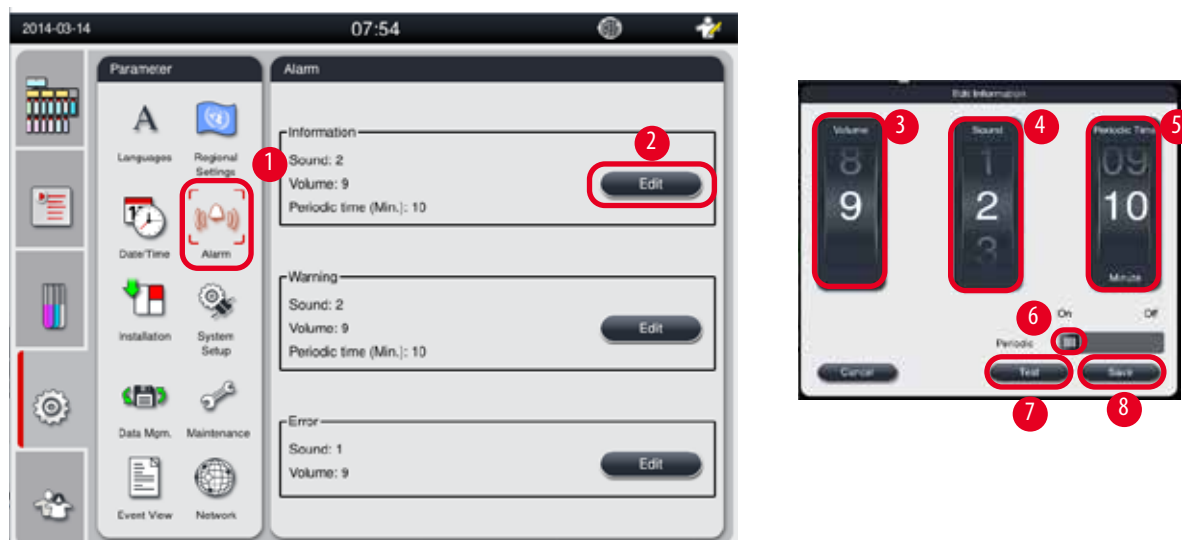 2014-03-14
07:54
Parameter
Languages
Regional
Settings
Date/Time
Alarm
Installation
System
Setup
Data Mgm.
Maintenance
Event View
Network
Alarm
Information
Sound: 2
Volume: 9
Periodic time (Min.): 10
Edit
Warning
Sound: 2
Volume: 9
Periodic time (Min.): 10
Edit
Error
Sound: 1
Volume: 9
Edit
1
2
Edit Information
Volume
8
9
3
Sound
1
2
3
4
Periodic Time
09
10
Minute
5
On
Off
Periodic
6
Cancel
Test
Save
7
8